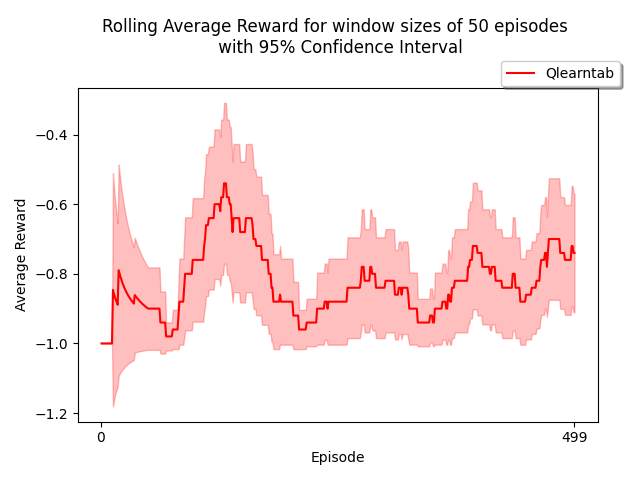 Rolling Average Reward for window sizes of 50 episodes
with 95% Confidence Interval
Qlearntab
Average Reward
−0.4
−0.6
−0.8
−1.0
−1.2
0
499
Episode